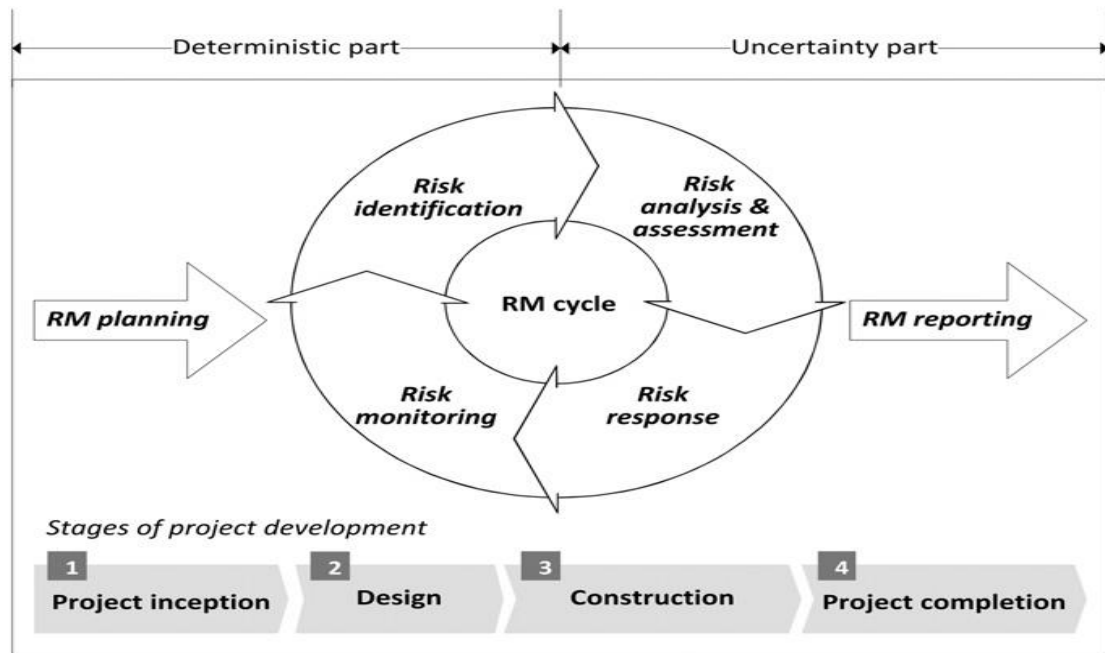 Deterministic part
Uncertainty part
Risk
identification
Risk
analysis &
assessment
RM planning
RM cycle
RM reporting
Risk
monitoring
Risk
response
Stages of project development
1
Project inception
2
Design
3
Construction
4
Project completion